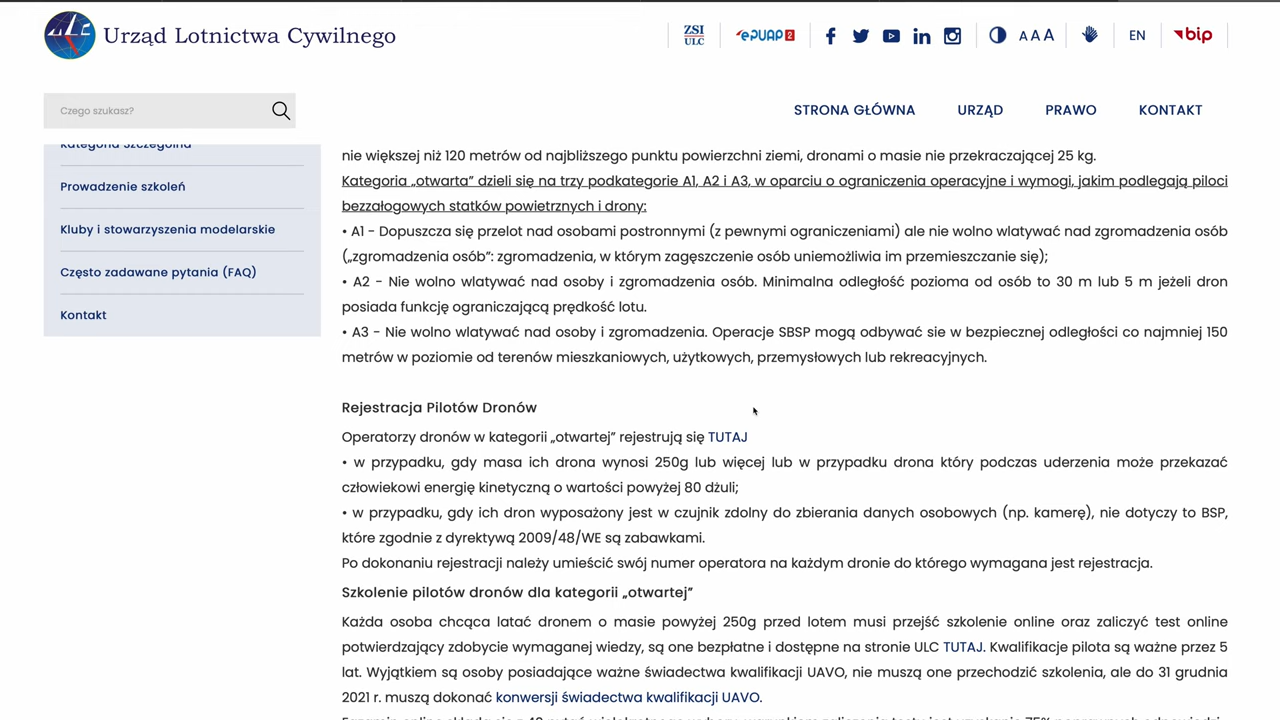 Urząd Lotnictwa Cywilnego
ZSI
ULC
ePUAP2
A A A
EN
bip
Czego szukasz?
STRONA GŁÓWNA
URZĄD
PRAWO
KONTAKT
Kategoria Szczególna
Prowadzenie szkoleń
Kluby i stowarzyszenia modelarskie
Często zadawane pytania (FAQ)
Kontakt
nie większej niż 120 metrów od najbliższego punktu powierzchni ziemi, dronami o masie nie przekraczającej 25 kg.
Kategoria „otwarta” dzieli się na trzy podkategorie A1, A2 i A3, w oparciu o ograniczenia operacyjne i wymogi, jakim podlegają piloci
bezzałogowych statków powietrznych i drony:
• A1 - Dopuszcza się przelot nad osobami postronnymi (z pewnymi ograniczeniami) ale nie wolno wlatywać nad zgromadzenia osób
(„zgromadzenia osób”: zgromadzenia, w którym zagęszczenie osób uniemożliwia im przemieszczanie się);
• A2 - Nie wolno wlatywać nad osoby i zgromadzenia osób. Minimalna odległość pozioma od osób to 30 m lub 5 m jeżeli dron
posiada funkcję ograniczającą prędkość lotu.
• A3 - Nie wolno wlatywać nad osoby i zgromadzenia. Operacje SBSP mogą odbywać sie w bezpiecznej odległości co najmniej 150
metrów w poziomie od terenów mieszkaniowych, użytkowych, przemysłowych lub rekreacyjnych.
Rejestracja Pilotów Dronów
Operatorzy dronów w kategorii „otwartej” rejestrują się TUTAJ
• w przypadku, gdy masa ich drona wynosi 250g lub więcej lub w przypadku drona który podczas uderzenia może przekazać
człowiekowi energię kinetyczną o wartości powyżej 80 dżuli;
• w przypadku, gdy ich dron wyposażony jest w czujnik zdolny do zbierania danych osobowych (np. kamerę), nie dotyczy to BSP,
które zgodnie z dyrektywą 2009/48/WE są zabawkami.
Po dokonaniu rejestracji należy umieścić swój numer operatora na każdym dronie do którego wymagana jest rejestracja.
Szkolenie pilotów dronów dla kategorii „otwartej”
Każda osoba chcąca latać dronem o masie powyżej 250g przed lotem musi przejść szkolenie online oraz zaliczyć test online
potwierdzający zdobycie wymaganej wiedzy, są one bezpłatne i dostępne na stronie ULC TUTAJ. Kwalifikacje pilota są ważne przez 5
lat. Wyjątkiem są osoby posiadające ważne świadectwa kwalifikacji UAVO, nie muszą one przechodzić szkolenia, ale do 31 grudnia
2021 r. muszą dokonać konwersji świadectwa kwalifikacji UAVO.